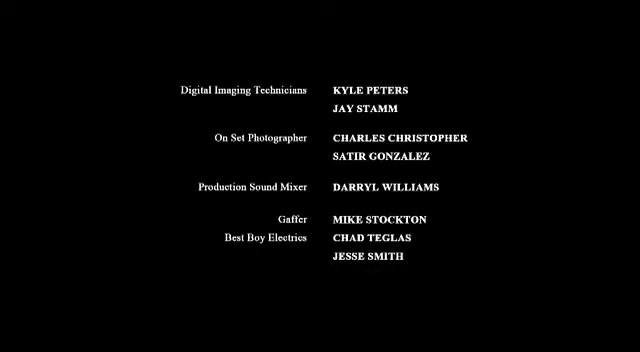 Digital Imaging Technicians KYLE PETERS
JAY STAMM
On Set Photographer CHARLES CHRISTOPHER
SATIR GONZALEZ
Production Sound Mixer DARRYL WILLIAMS
Gaffer MIKE STOCKTON
Best Boy Electrics CHAD TEGLAS
JESSE SMITH